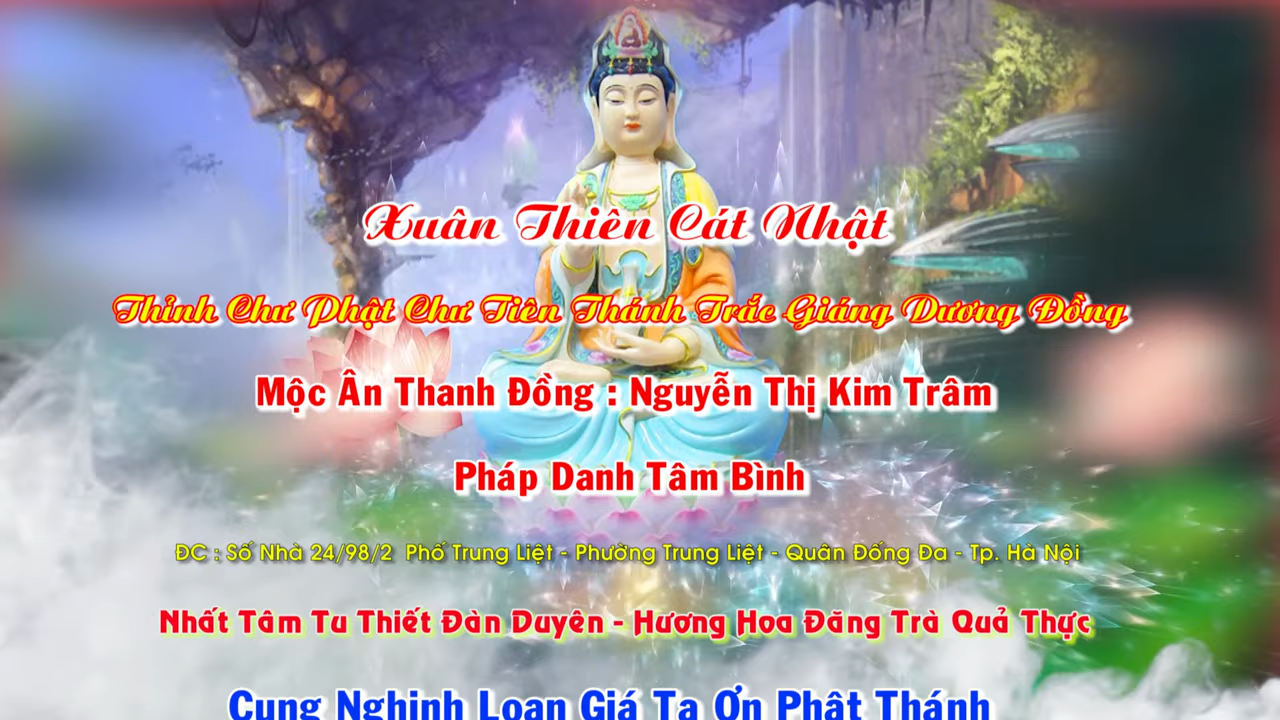 Xuân Thiên Cát Nhật
Thỉnh Chư Phật Chư Tiên Thánh Trắc Giáng Dương Đồng
Mộc Ân Thanh Đồng : Nguyễn Thị Kim Trâm
Pháp Danh Tâm Bình
ĐC : Số Nhà 24/98/2 Phố Trung Liệt - Phường Trung Liệt - Quân Đống Đa - Tp. Hà Nội
Nhất Tâm Tu Thiết Đàn Duyên - Hương Hoa Đăng Trà Quả Thực
Cung Nghinh Loan Giá Tạ Ơn Phật Thánh